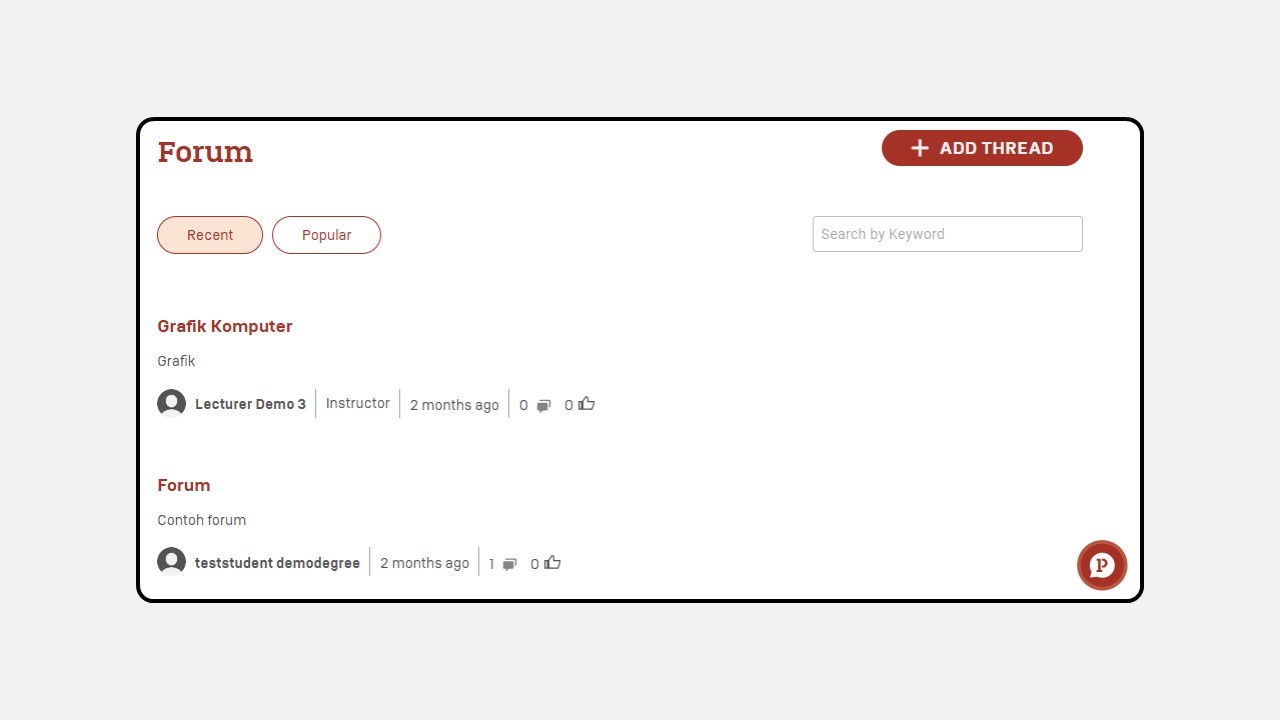 Forum
ADD THREAD
Recent
Popular
Search by Keyword
Grafik Komputer
Grafik
Lecturer Demo 3 Instructor 2 months ago 0 0
Forum
Contoh forum
teststudent demodegree 2 months ago 1 0
P